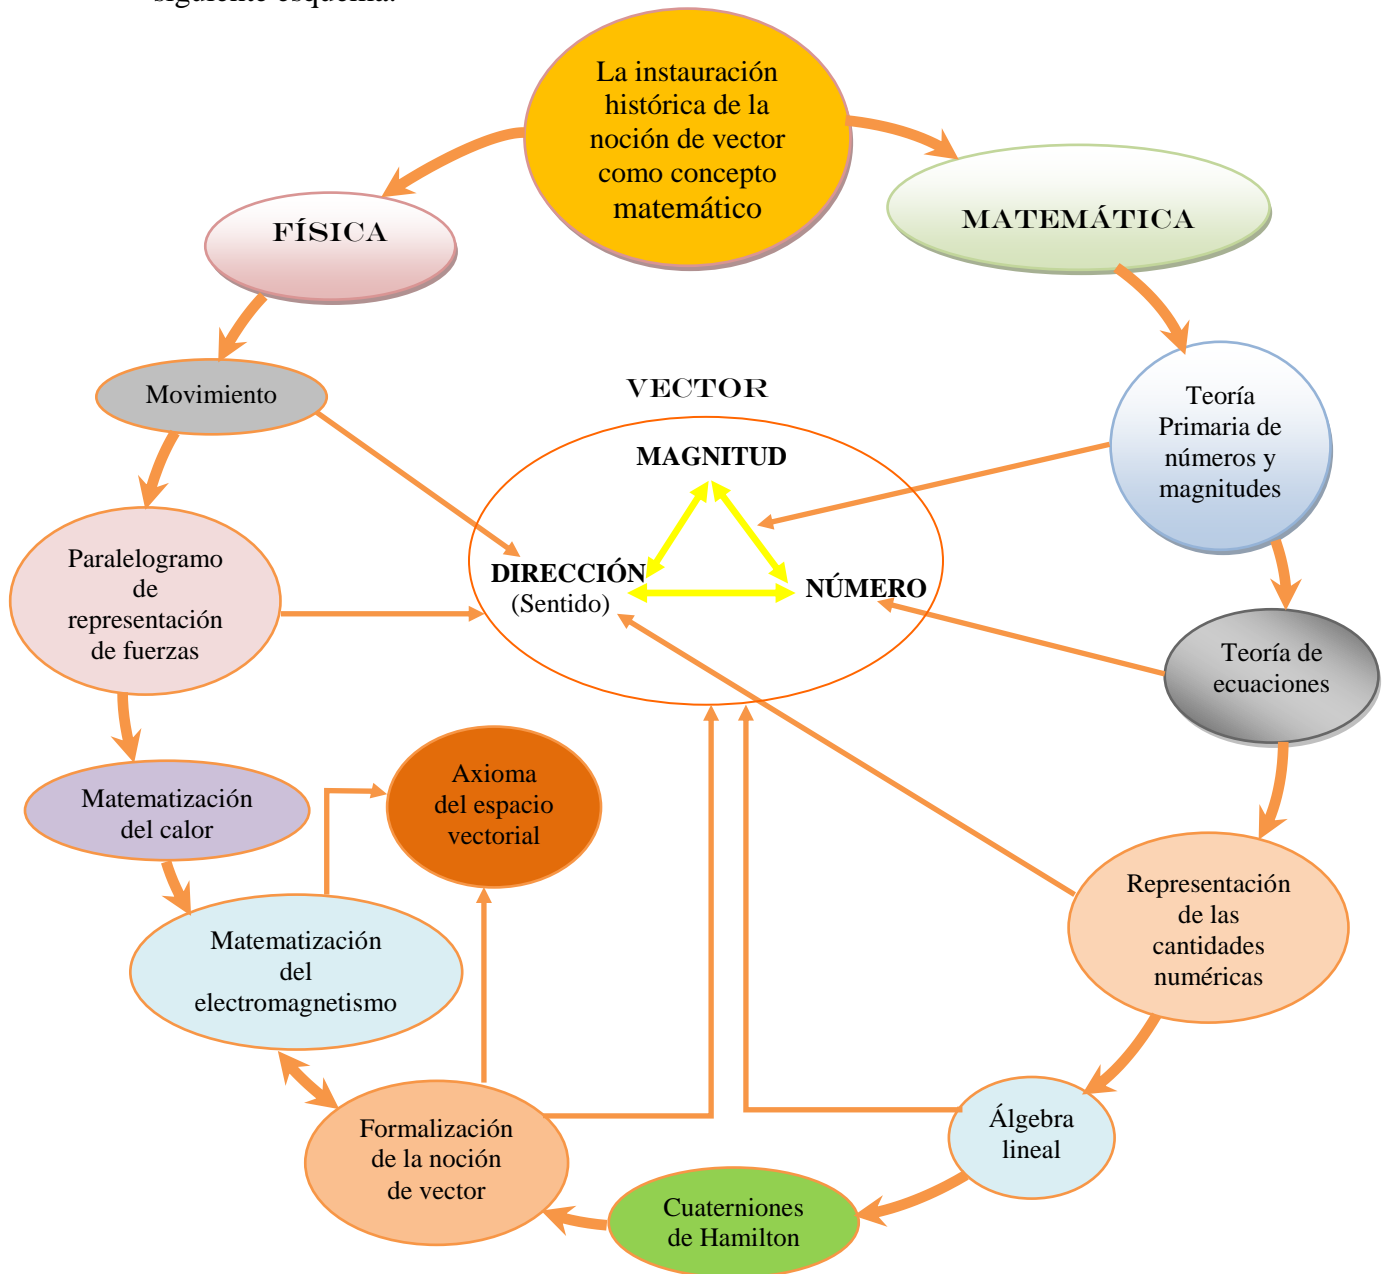 siguiente esquema.
La instauración
histórica de la
noción de vector
como concepto
matemático
FÍSICA
MATEMÁTICA
Movimiento
VECTOR
Teoría
Primaria de
números y
magnitudes
MAGNITUD
Paralelogramo
de
representación
de fuerzas
DIRECCIÓN
(Sentido)
NÚMERO
Teoría de
ecuaciones
Matematización
del calor
Axioma
del espacio
vectorial
Representación
de las
cantidades
numéricas
Matematización
del
electromagnetismo
Formalización
de la noción
de vector
Álgebra
lineal
Cuaterniones
de Hamilton